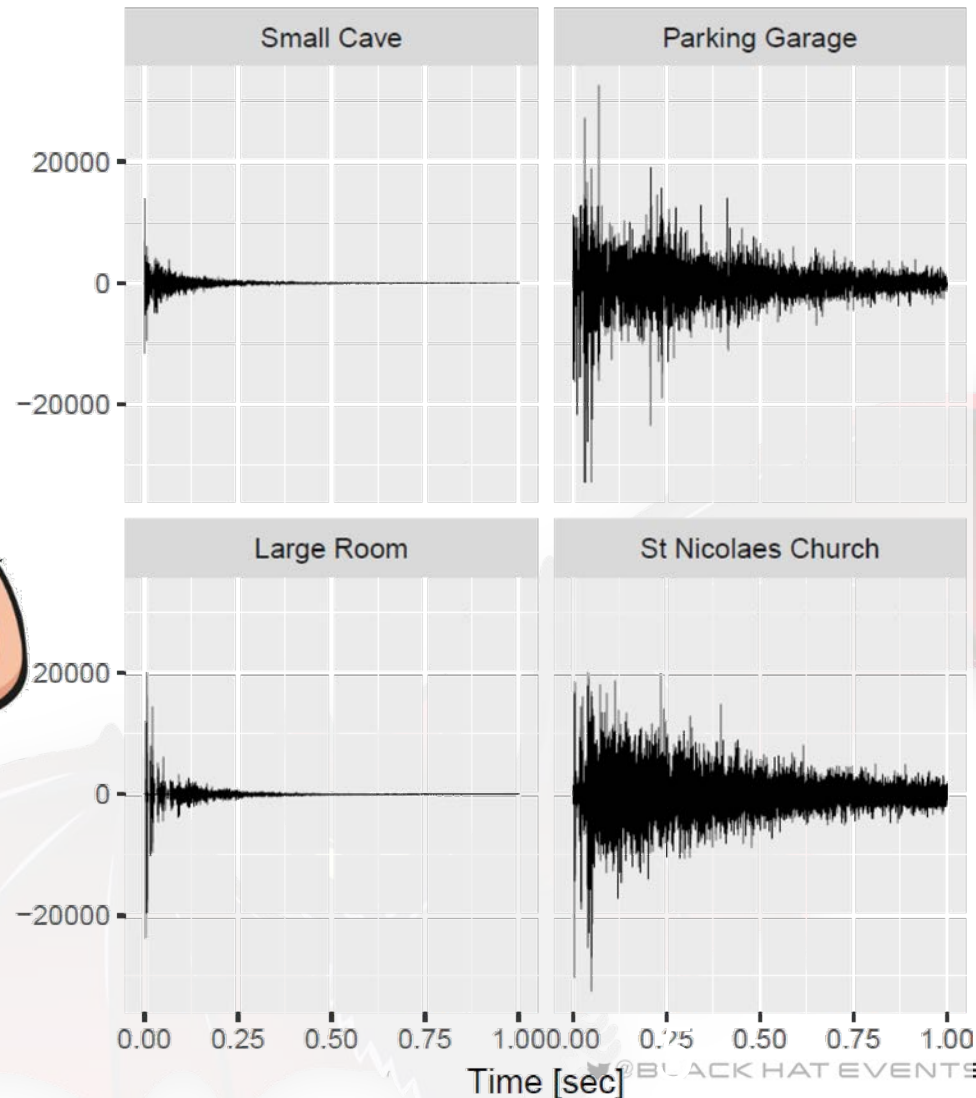 Small Cave
Parking Garage
20000
0
−20000
Large Room
St Nicolaes Church
20000
0
−20000
0.00 0.25 0.50 0.75 1.00
0.00 0.25 0.50 0.75 1.00
Time [sec]
@BLACK HAT EVENTS